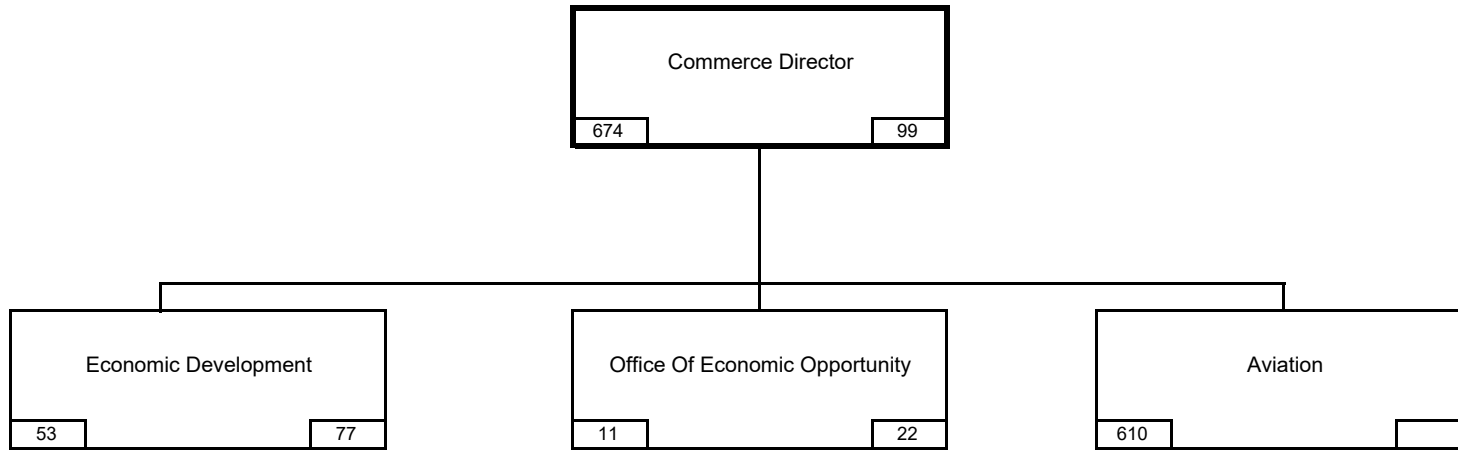 Commerce Director
674 99
Economic Development
53 77
Office Of Economic Opportunity
11 22
Aviation
610